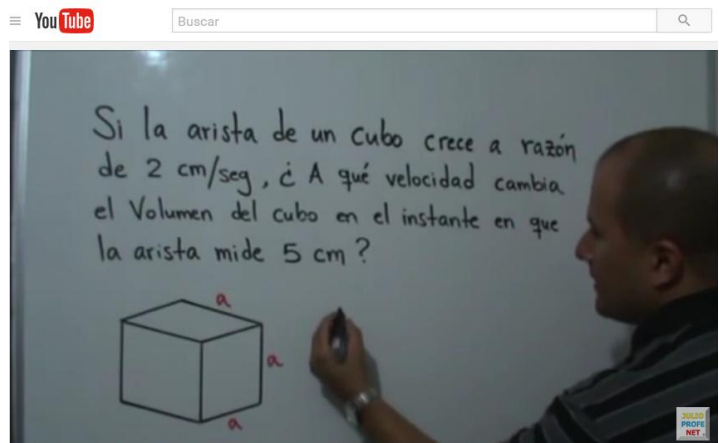 YouTube
Buscar
Si la arista de un cubo crece a razón
de 2 cm/seg, ¿ A qué velocidad cambia
el Volumen del cubo en el instante en que
la arista mide 5 cm?
a
a
a
JULIO
PROFE
NET